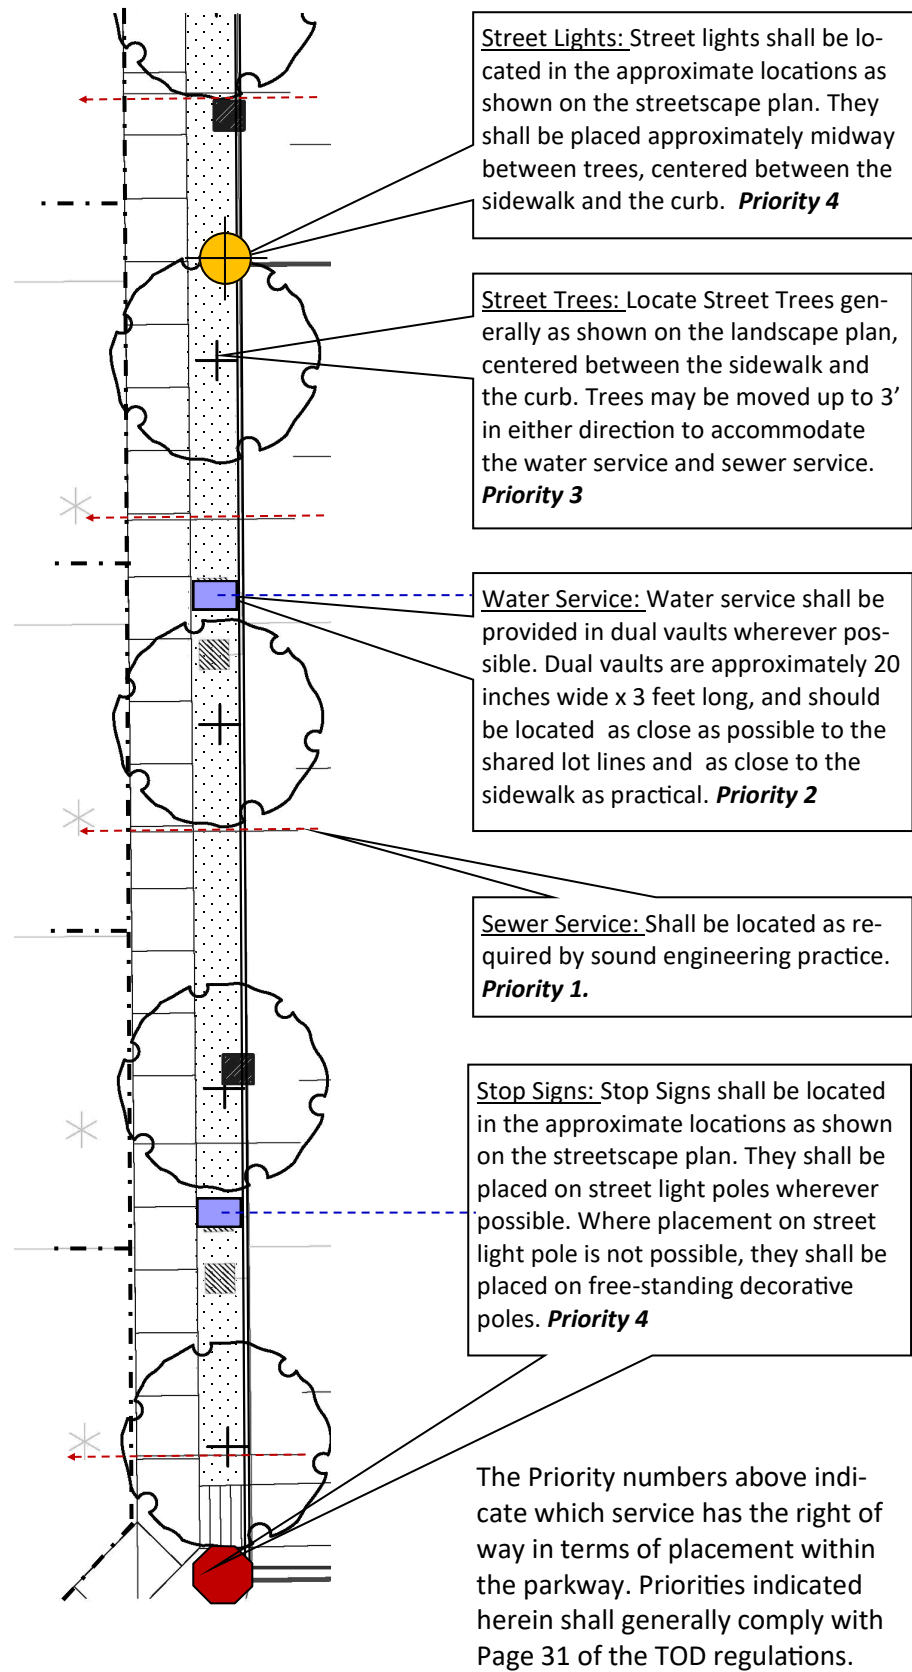 Street Lights: Street lights shall be lo-
cated in the approximate locations as
shown on the streetscape plan. They
shall be placed approximately midway
between trees, centered between the
sidewalk and the curb. Priority 4
Street Trees: Locate Street Trees gen-
erally as shown on the landscape plan,
centered between the sidewalk and
the curb. Trees may be moved up to 3’
in either direction to accommodate
the water service and sewer service.
Priority 3
Water Service: Water service shall be
provided in dual vaults wherever pos-
sible. Dual vaults are approximately 20
inches wide x 3 feet long, and should
be located as close as possible to the
shared lot lines and as close to the
sidewalk as practical. Priority 2
Sewer Service: Shall be located as re-
quired by sound engineering practice.
Priority 1.
Stop Signs: Stop Signs shall be located
in the approximate locations as shown
on the streetscape plan. They shall be
placed on street light poles wherever
possible. Where placement on street
light pole is not possible, they shall be
placed on free-standing decorative
poles. Priority 4
The Priority numbers above indi-
cate which service has the right of
way in terms of placement within
the parkway. Priorities indicated
herein shall generally comply with
Page 31 of the TOD regulations.